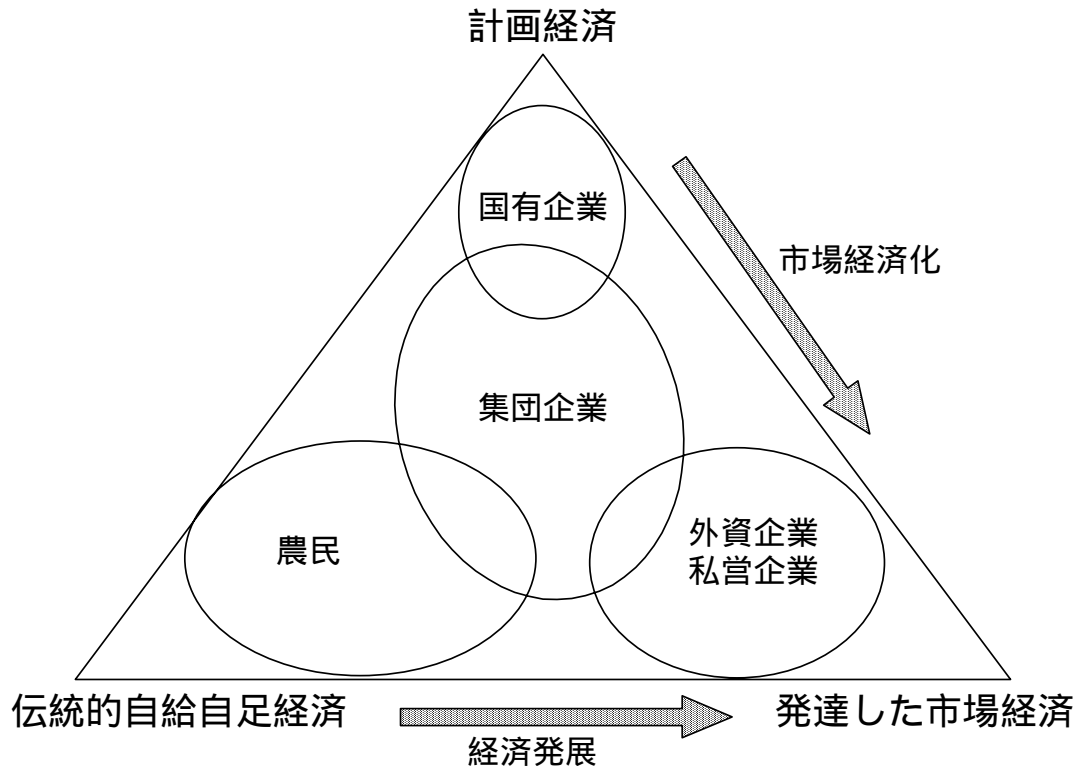 計画経済
国有企業
市場経済化
集団企業
外資企業
私営企業
農民
伝統的自給自足経済
発達した市場経済
経済発展